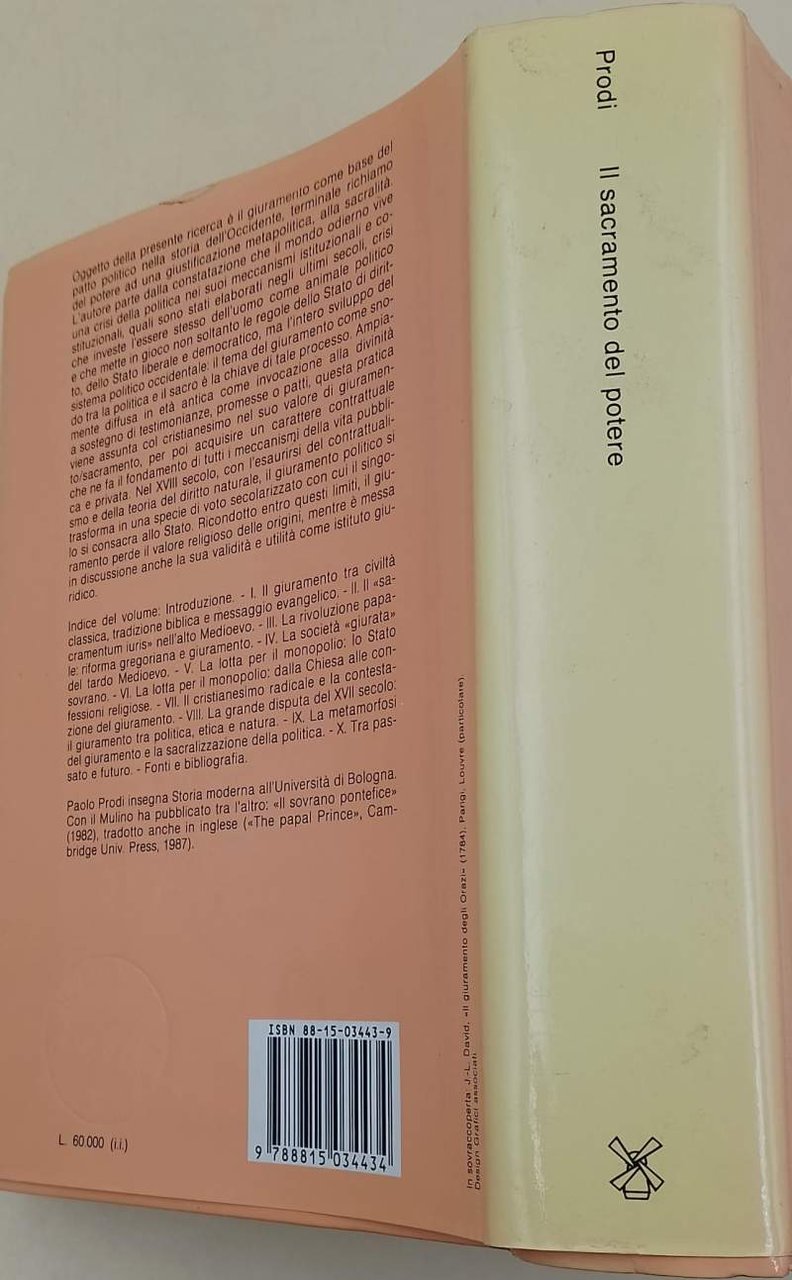 Oggetto della presente ricerca è il giuramento come base del
patto politico nella storia dell'Occidente, terminale richiamo
del potere ad una giustificazione metapolitica, alla sacralità.
L'autore parte dalla constatazione che il mondo odierno vive
una crisi della politica nei suoi meccanismi istituzionali e co-
stituzionali, quali sono stati elaborati negli ultimi secoli, crisi
che investe l'essere stesso dell'uomo come animale politico
e che mette in gioco non soltanto le regole dello Stato di dirit-
to, dello Stato liberale e democratico, ma l'intero sviluppo del
sistema politico occidentale: il tema del giuramento come sno-
do tra la politica e il sacro è la chiave di tale processo. Ampia-
mente diffusa in età antica come invocazione alla divinità
a sostegno di testimonianze, promesse o patti, questa pratica
viene assunta col cristianesimo nel suo valore di giuramen-
to/sacramento, per poi acquisire un carattere contrattuale
che ne fa il fondamento di tutti i meccanismi della vita pubbli-
ca e privata. Nel XVIII secolo, con l'esaurirsi del contrattuali-
smo e della teoria del diritto naturale, il giuramento politico si
trasforma in una specie di voto secolarizzato con cui il singo-
lo si consacra allo Stato. Ricondotto entro questi limiti, il giu-
ramento perde il valore religioso delle origini, mentre è messa
in discussione anche la sua validità e utilità come istituto giu-
ridico.
Indice del volume: Introduzione. - I. Il giuramento tra civiltà
classica, tradizione biblica e messaggio evangelico. - II. Il «sa-
cramentum iuris» nell'alto Medioevo. - III. La rivoluzione papa-
le: riforma gregoriana e giuramento. - IV. La società «giurata»
del tardo Medioevo. - V. La lotta per il monopolio: lo Stato
sovrano. - VI. La lotta per il monopolio: dalla Chiesa alle con-
fessioni religiose. - VII. Il cristianesimo radicale e la contesta-
zione del giuramento. - VIII. La grande disputa del XVII secolo:
il giuramento tra politica, etica e natura. - IX. La metamorfosi
del giuramento e la sacralizzazione della politica. - X. Tra pas-
sato e futuro. - Fonti e bibliografia.
Paolo Prodi insegna Storia moderna all'Università di Bologna.
Con il Mulino ha pubblicato tra l'altro: «Il sovrano pontefice»
(1982), tradotto anche in inglese («The papal Prince», Cam-
bridge Univ. Press, 1987).
L. 60.000 (i.i.)
ISBN 88-15-03443-9
9 788815 034434
In sovraccoperta: J.-L. David, «Il giuramento degli Orazi» (1784), Parigi, Louvre (particolare).
Design Grafici associati.
Prodi Il sacramento del potere